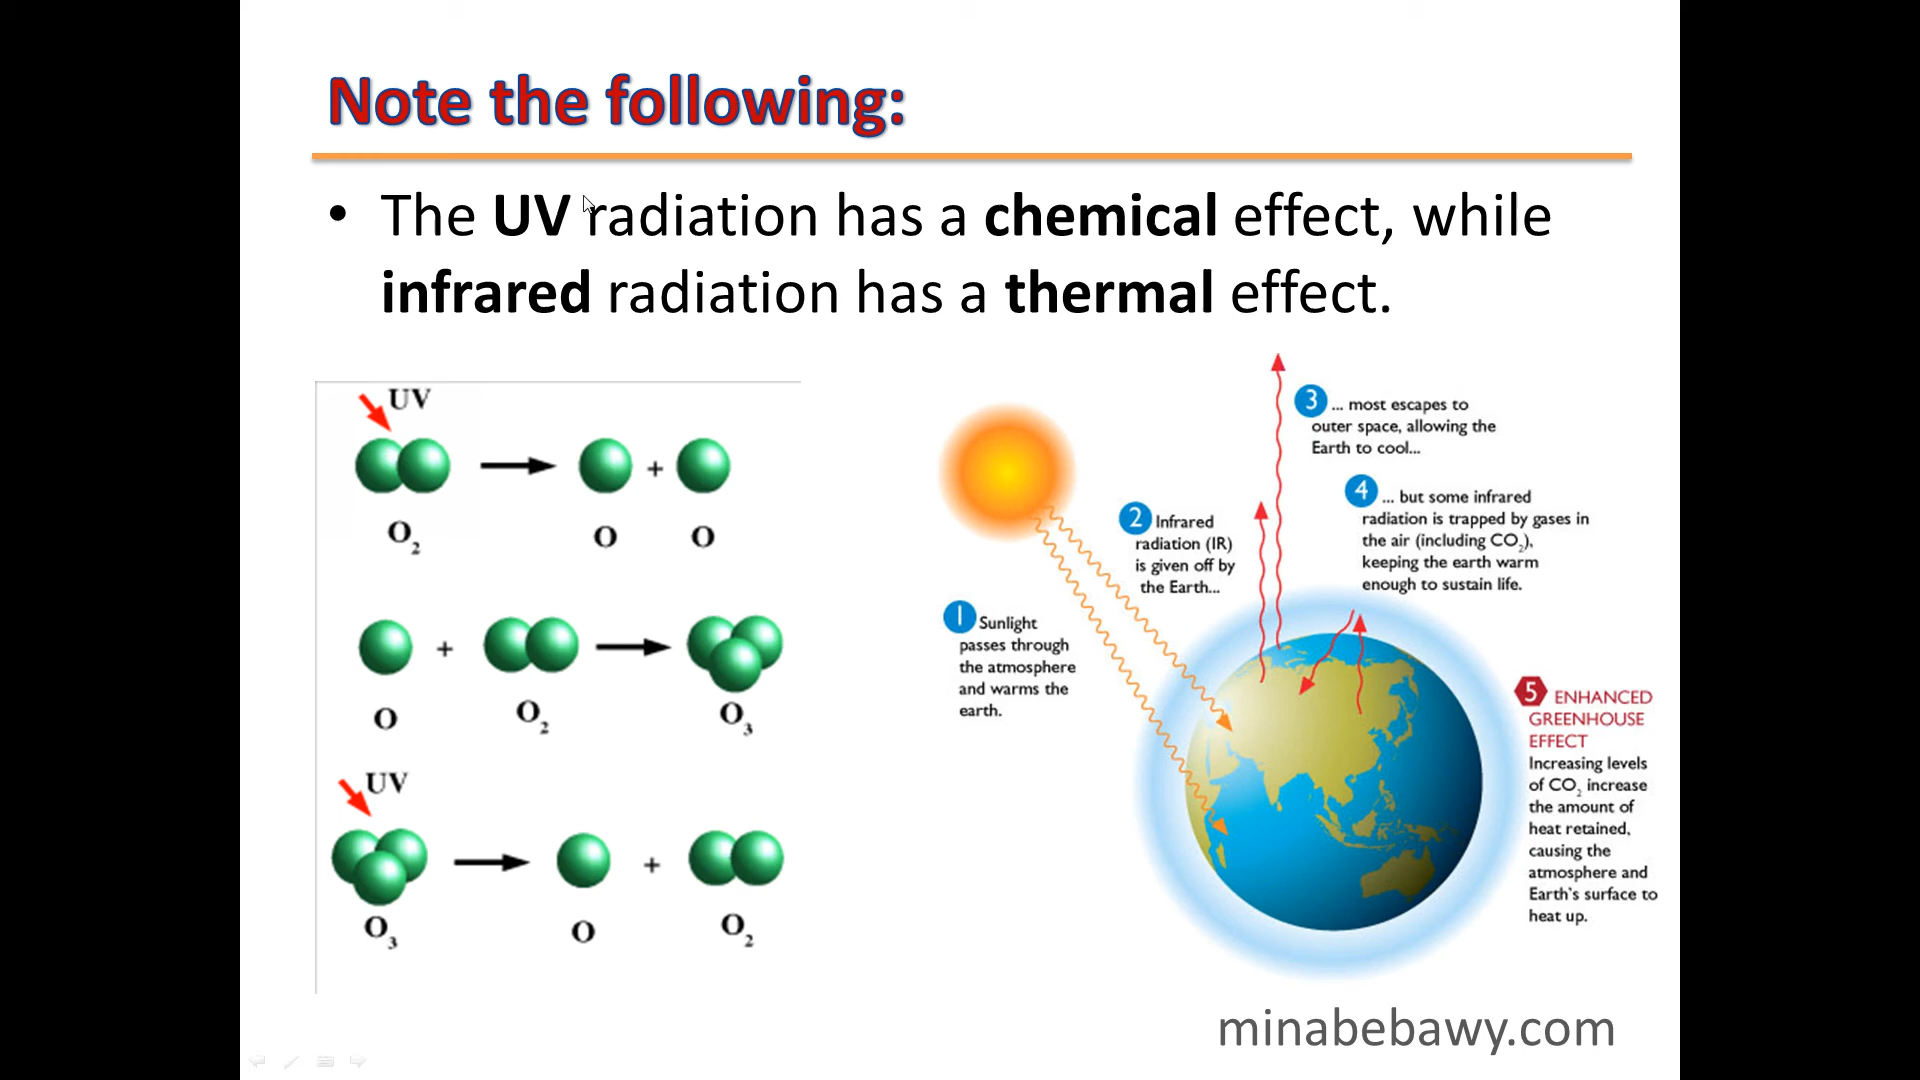 Note the following:
• The UV radiation has a chemical effect, while
infrared radiation has a thermal effect.
UV
+
O₂ O O
+
O O₂ O₃
UV
+
O₃ O O₂
1 Sunlight
passes through
the atmosphere
and warms the
earth.
2 Infrared
radiation (IR)
is given off by
the Earth...
3 ... most escapes to
outer space, allowing the
Earth to cool...
4 ... but some infrared
radiation is trapped by gases in
the air (including CO₂),
keeping the earth warm
enough to sustain life.
5 ENHANCED
GREENHOUSE
EFFECT
Increasing levels
of CO₂ increase
the amount of
heat retained,
causing the
atmosphere and
Earth's surface to
heat up.
minabebawy.com